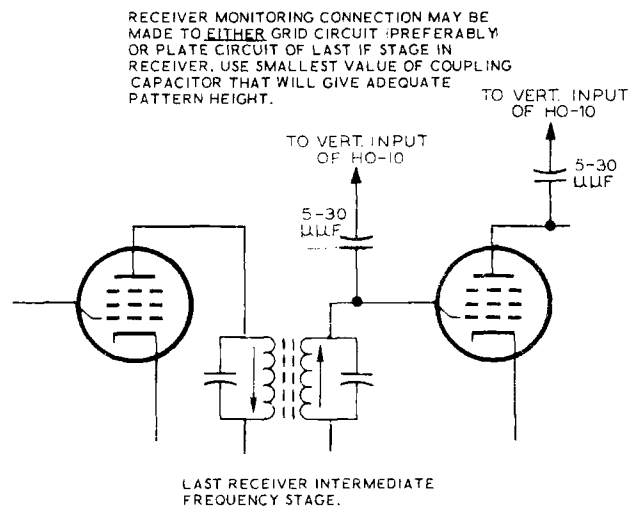 RECEIVER MONITORING CONNECTION MAY BE
MADE TO EITHER GRID CIRCUIT (PREFERABLY)
OR PLATE CIRCUIT OF LAST IF STAGE IN
RECEIVER. USE SMALLEST VALUE OF COUPLING
CAPACITOR THAT WILL GIVE ADEQUATE
PATTERN HEIGHT.
TO VERT. INPUT
OF HO-10
5-30
µµF
TO VERT. INPUT
OF HO-10
5-30
µµF
LAST RECEIVER INTERMEDIATE
FREQUENCY STAGE.